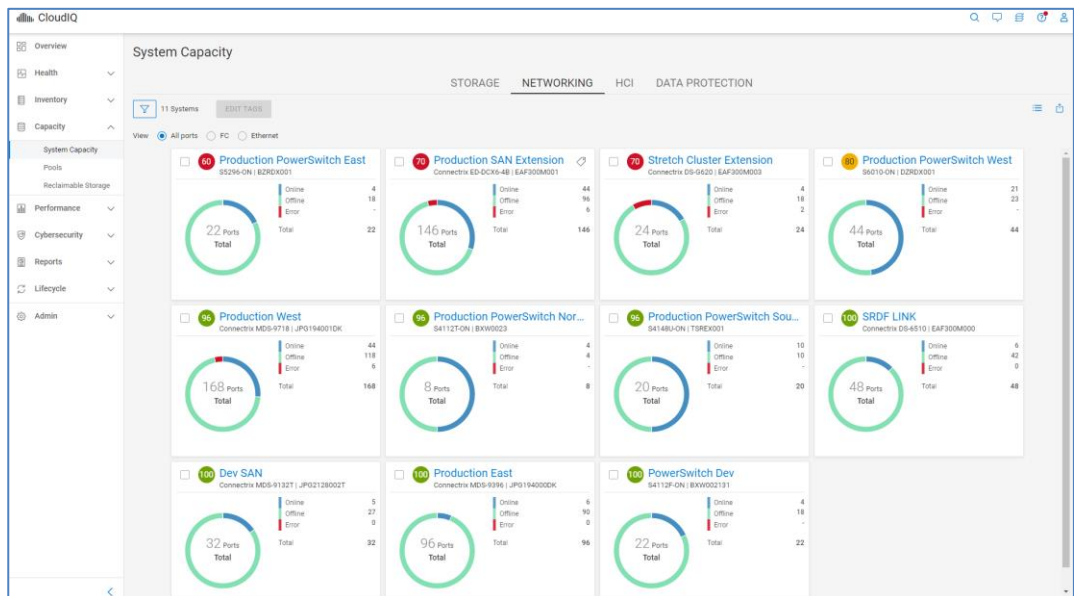 CloudIQ
Overview
Health
Inventory
Capacity
System Capacity
Pools
Reclaimable Storage
Performance
Cybersecurity
Reports
Lifecycle
Admin
System Capacity
STORAGE NETWORKING HCI DATA PROTECTION
11 Systems EDIT TAGS
View All ports FC Ethernet
60 Production PowerSwitch East
S5296-ON | BZRDX001
Online 4
Offline 18
Error -
Total 22
22 Ports
Total
70 Production SAN Extension
Connectrix ED-DCX6-4B | EAF300M001
Online 44
Offline 96
Error 6
Total 146
146 Ports
Total
70 Stretch Cluster Extension
Connectrix DS-G620 | EAF300M003
Online 4
Offline 18
Error 2
Total 24
24 Ports
Total
80 Production PowerSwitch West
S6010-ON | DZRDX001
Online 21
Offline 23
Error -
Total 44
44 Ports
Total
96 Production West
Connectrix MDS-9718 | JPG194001DK
Online 44
Offline 118
Error 6
Total 168
168 Ports
Total
96 Production PowerSwitch Nor...
S4112T-ON | BXW0023
Online 4
Offline 4
Error -
Total 8
8 Ports
Total
96 Production PowerSwitch Sou...
S4148U-ON | TSREX001
Online 10
Offline 10
Error -
Total 20
20 Ports
Total
100 SRDF LINK
Connectrix DS-6510 | EAF300M000
Online 6
Offline 42
Error 0
Total 48
48 Ports
Total
100 Dev SAN
Connectrix MDS-9132T | JPG2128002T
Online 5
Offline 27
Error 0
Total 32
32 Ports
Total
100 Production East
Connectrix MDS-9396 | JPG194000DK
Online 6
Offline 90
Error 0
Total 96
96 Ports
Total
100 PowerSwitch Dev
S4112F-ON | BXW002131
Online 4
Offline 18
Error -
Total 22
22 Ports
Total